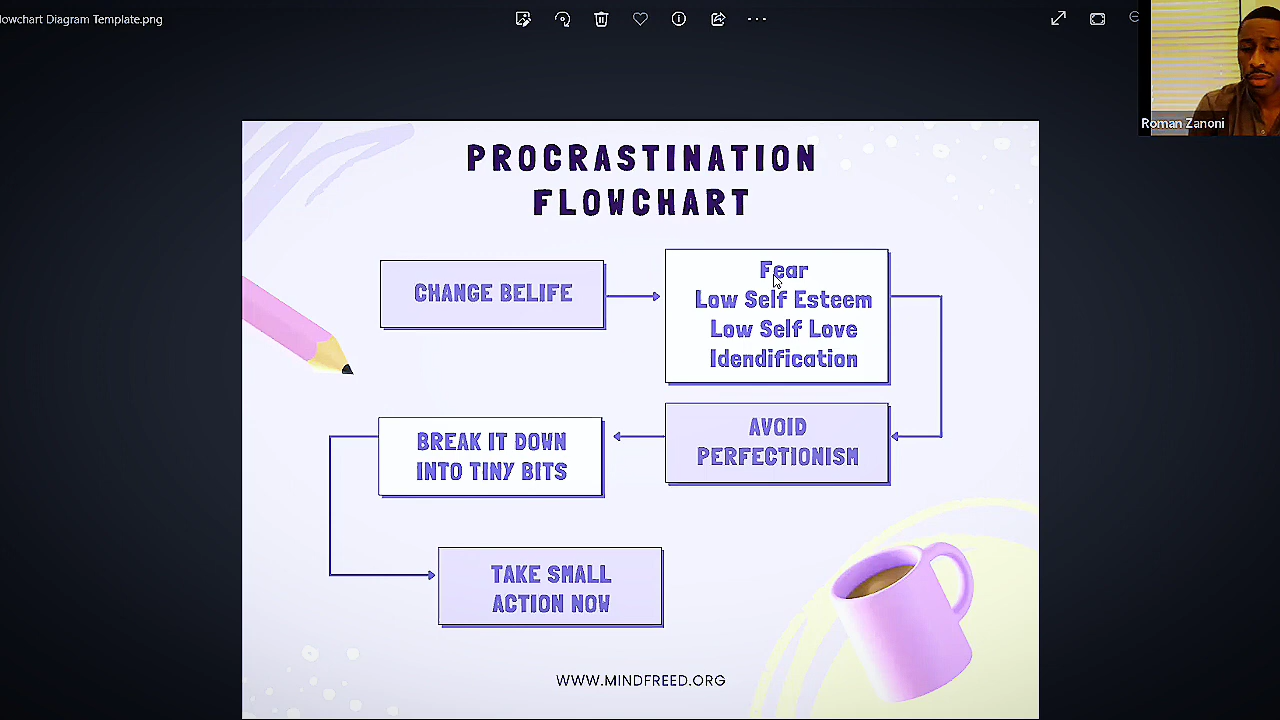 lowchart Diagram Template.png
Roman Zanoni
PROCRASTINATION
FLOWCHART
CHANGE BELIFE
Fear
Low Self Esteem
Low Self Love
Idendification
AVOID
PERFECTIONISM
BREAK IT DOWN
INTO TINY BITS
TAKE SMALL
ACTION NOW
WWW.MINDFREED.ORG